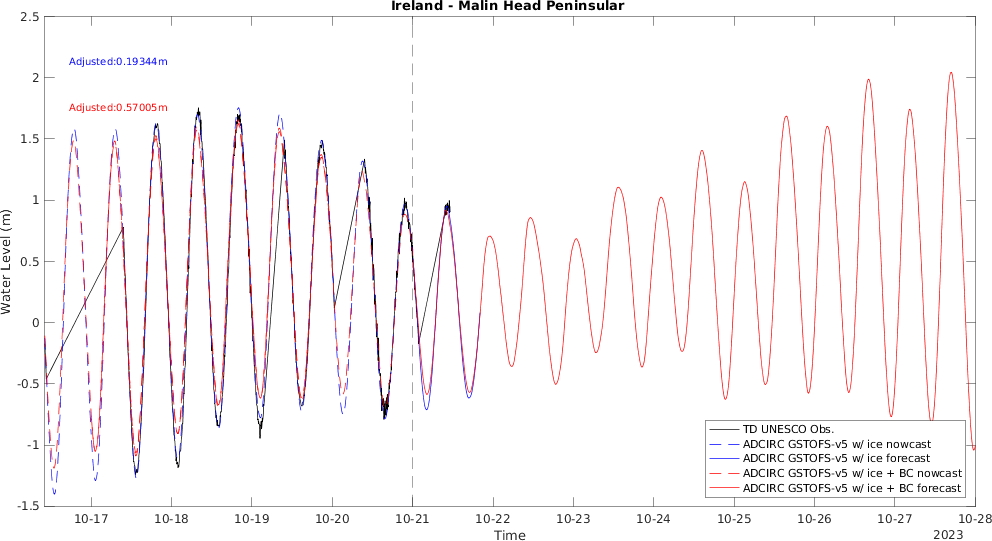 Ireland - Malin Head Peninsular
2.5
2
1.5
1
0.5
0
-0.5
-1
-1.5
Water Level (m)
Adjusted:0.19344m
Adjusted:0.57005m
TD UNESCO Obs.
ADCIRC GSTOFS-v5 w/ ice nowcast
ADCIRC GSTOFS-v5 w/ ice forecast
ADCIRC GSTOFS-v5 w/ ice + BC nowcast
ADCIRC GSTOFS-v5 w/ ice + BC forecast
10-17 10-18 10-19 10-20 10-21 10-22 10-23 10-24 10-25 10-26 10-27 10-28
Time
2023